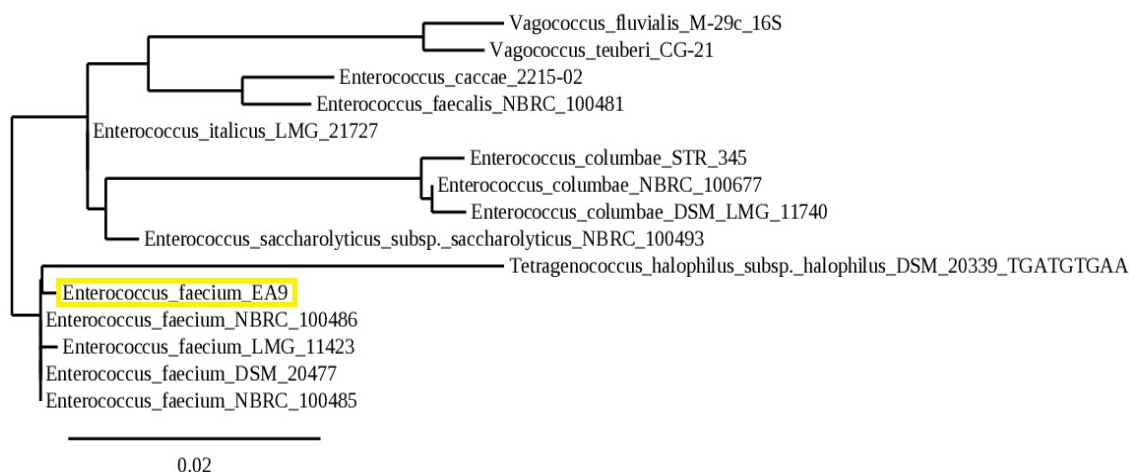 Vagococcus_fluvialis_M-29c_16S
Vagococcus_teuberi_CG-21
Enterococcus_caccae_2215-02
Enterococcus_faecalis_NBRC_100481
Enterococcus_italicus_LMG_21727
Enterococcus_columbae_STR_345
Enterococcus_columbae_NBRC_100677
Enterococcus_columbae_DSM_LMG_11740
Enterococcus_saccharolyticus_subsp._saccharolyticus_NBRC_100493
Tetragenococcus_halophilus_subsp._halophilus_DSM_20339_TGATGTGAA
Enterococcus_faecium_EA9
Enterococcus_faecium_NBRC_100486
Enterococcus_faecium_LMG_11423
Enterococcus_faecium_DSM_20477
Enterococcus_faecium_NBRC_100485
0.02